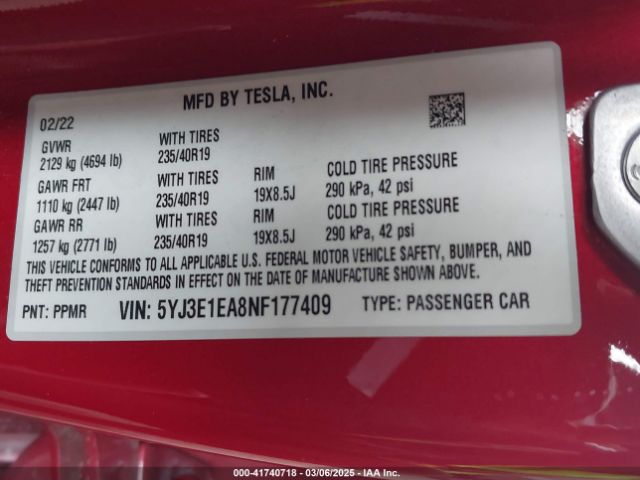 MFD BY TESLA, INC.
02/22
GVWR WITH TIRES
2129 kg (4694 lb) 235/40R19
GAWR FRT WITH TIRES RIM COLD TIRE PRESSURE
1110 kg (2447 lb) 235/40R19 19X8.5J 290 kPa, 42 psi
GAWR RR WITH TIRES RIM COLD TIRE PRESSURE
1257 kg (2771 lb) 235/40R19 19X8.5J 290 kPa, 42 psi
THIS VEHICLE CONFORMS TO ALL APPLICABLE U.S. FEDERAL MOTOR VEHICLE SAFETY, BUMPER, AND
THEFT PREVENTION STANDARDS IN EFFECT ON THE DATE OF MANUFACTURE SHOWN ABOVE.
PNT: PPMR VIN: 5YJ3E1EA8NF177409 TYPE: PASSENGER CAR
000-41740718 — 03/06/2025 — IAA Inc.